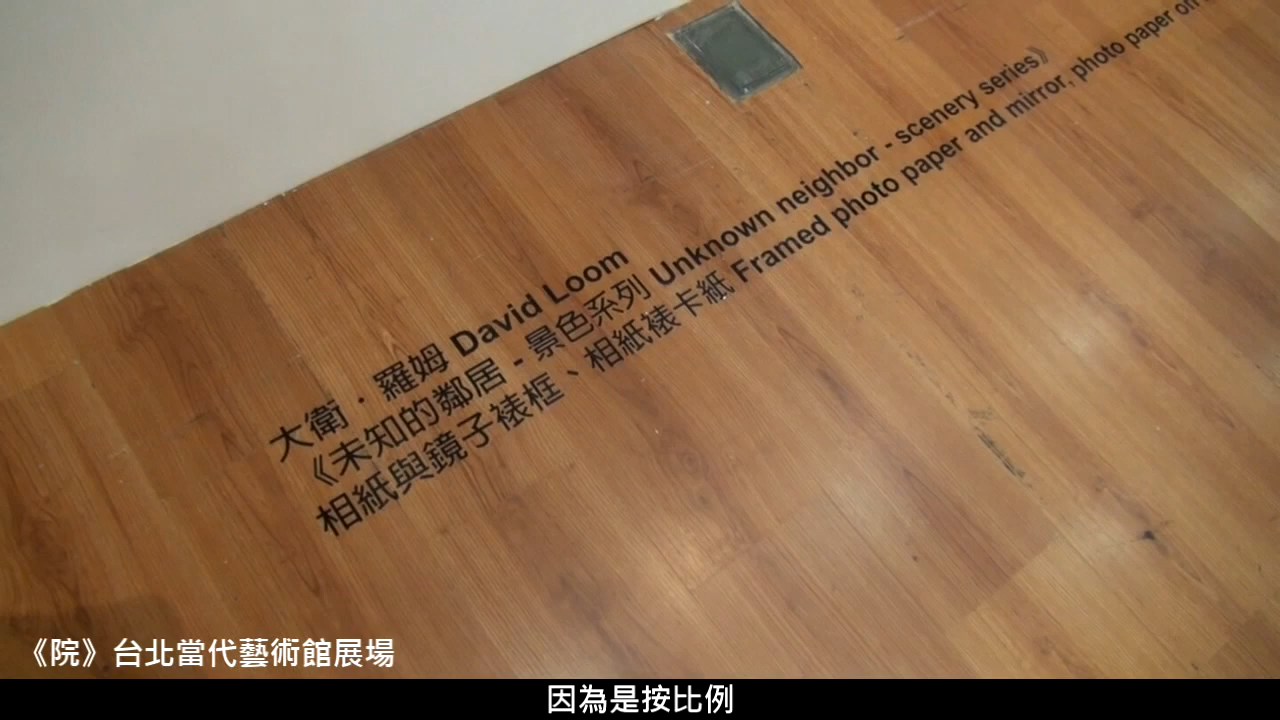 大衛．羅姆 David Loom
《未知的鄰居 - 景色系列 Unknown neighbor - scenery series》
相紙與鏡子裱框、相紙裱卡紙 Framed photo paper and mirror, photo paper on
《院》台北當代藝術館展場
因為是按比例